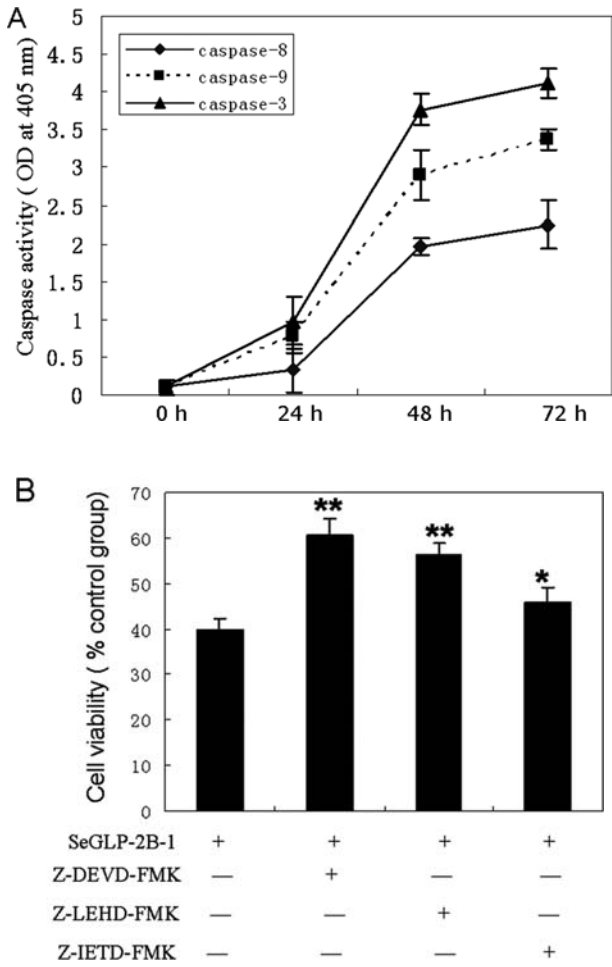 A
Caspase activity ( OD at 405 nm)
5
4.5
4
3.5
3
2.5
2
1.5
1
0.5
0
caspase-8
caspase-9
caspase-3
0 h 24 h 48 h 72 h
B
Cell viability ( % control group)
70
60
50
40
30
20
10
0
** ** *
SeGLP-2B-1 + + + +
Z-DEVD-FMK — + — —
Z-LEHD-FMK — — + —
Z-IETD-FMK — — — +